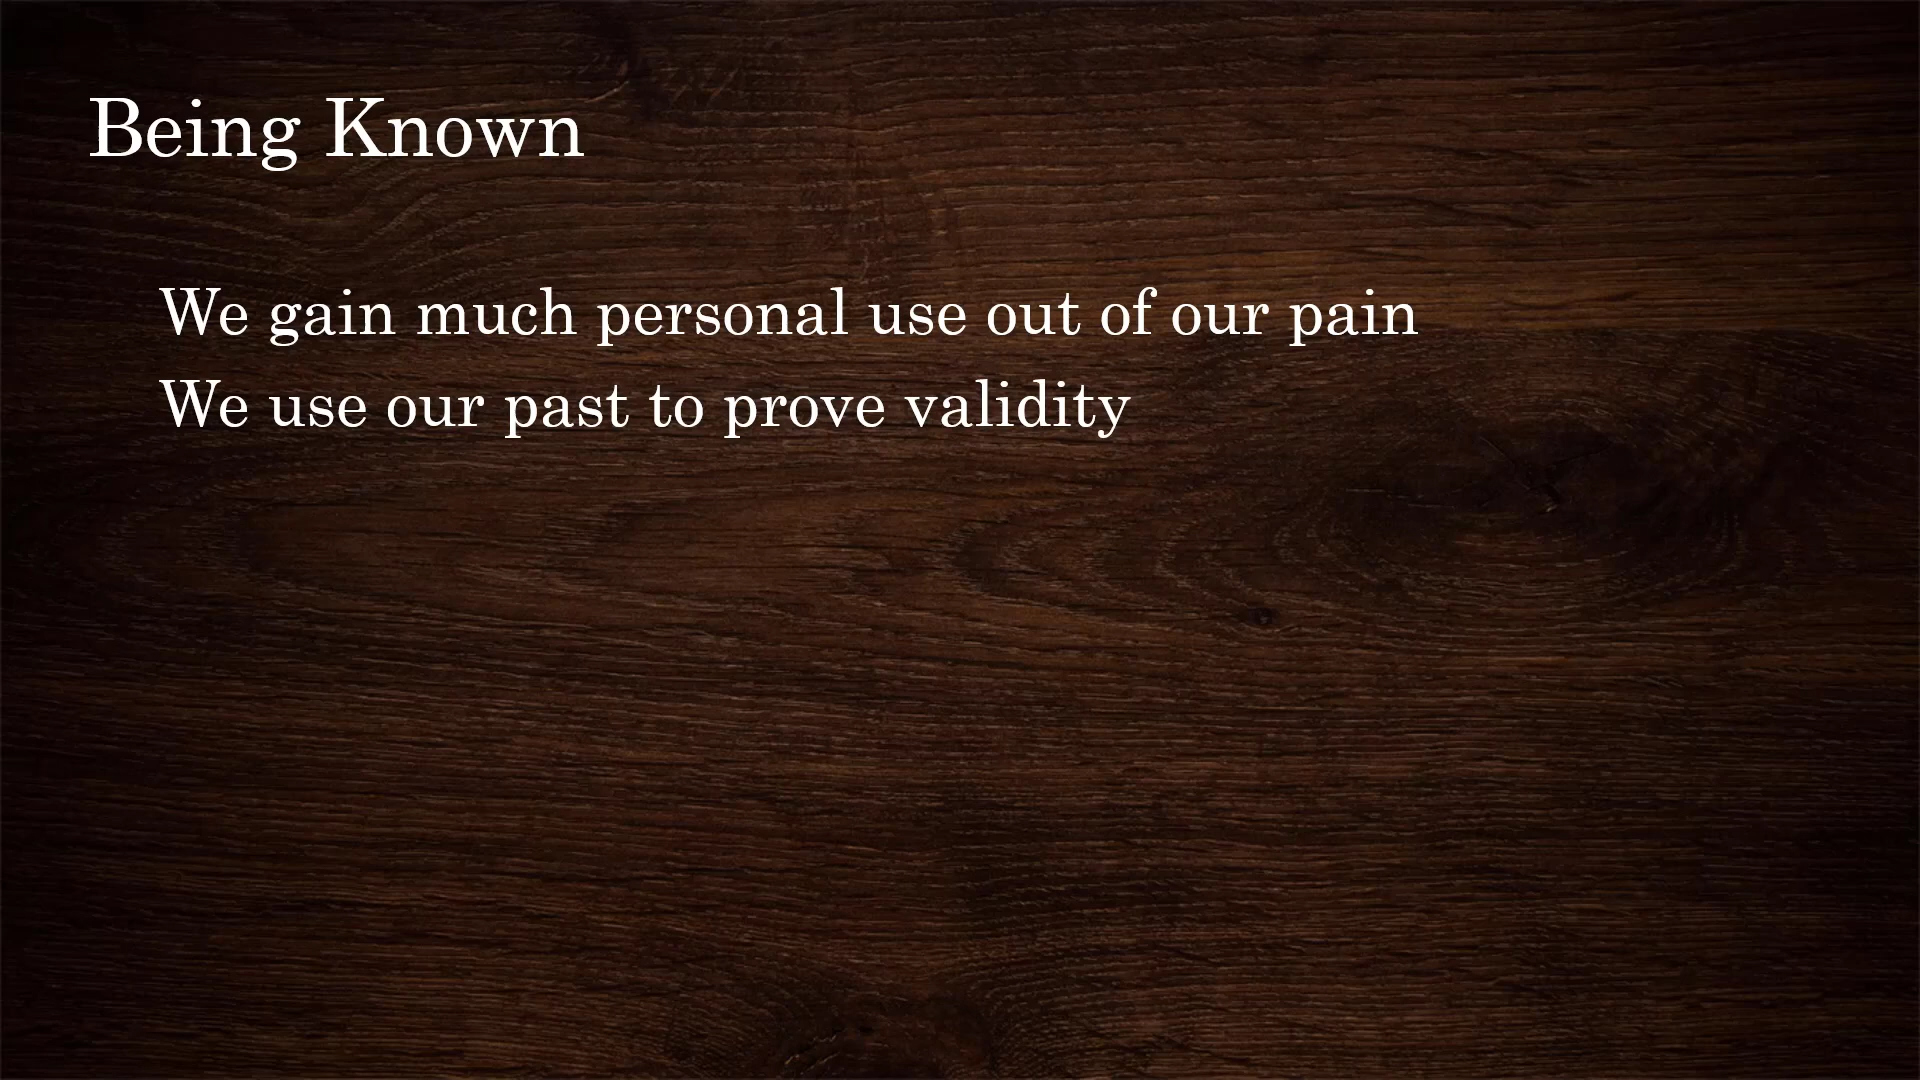 Being Known
We gain much personal use out of our pain
We use our past to prove validity